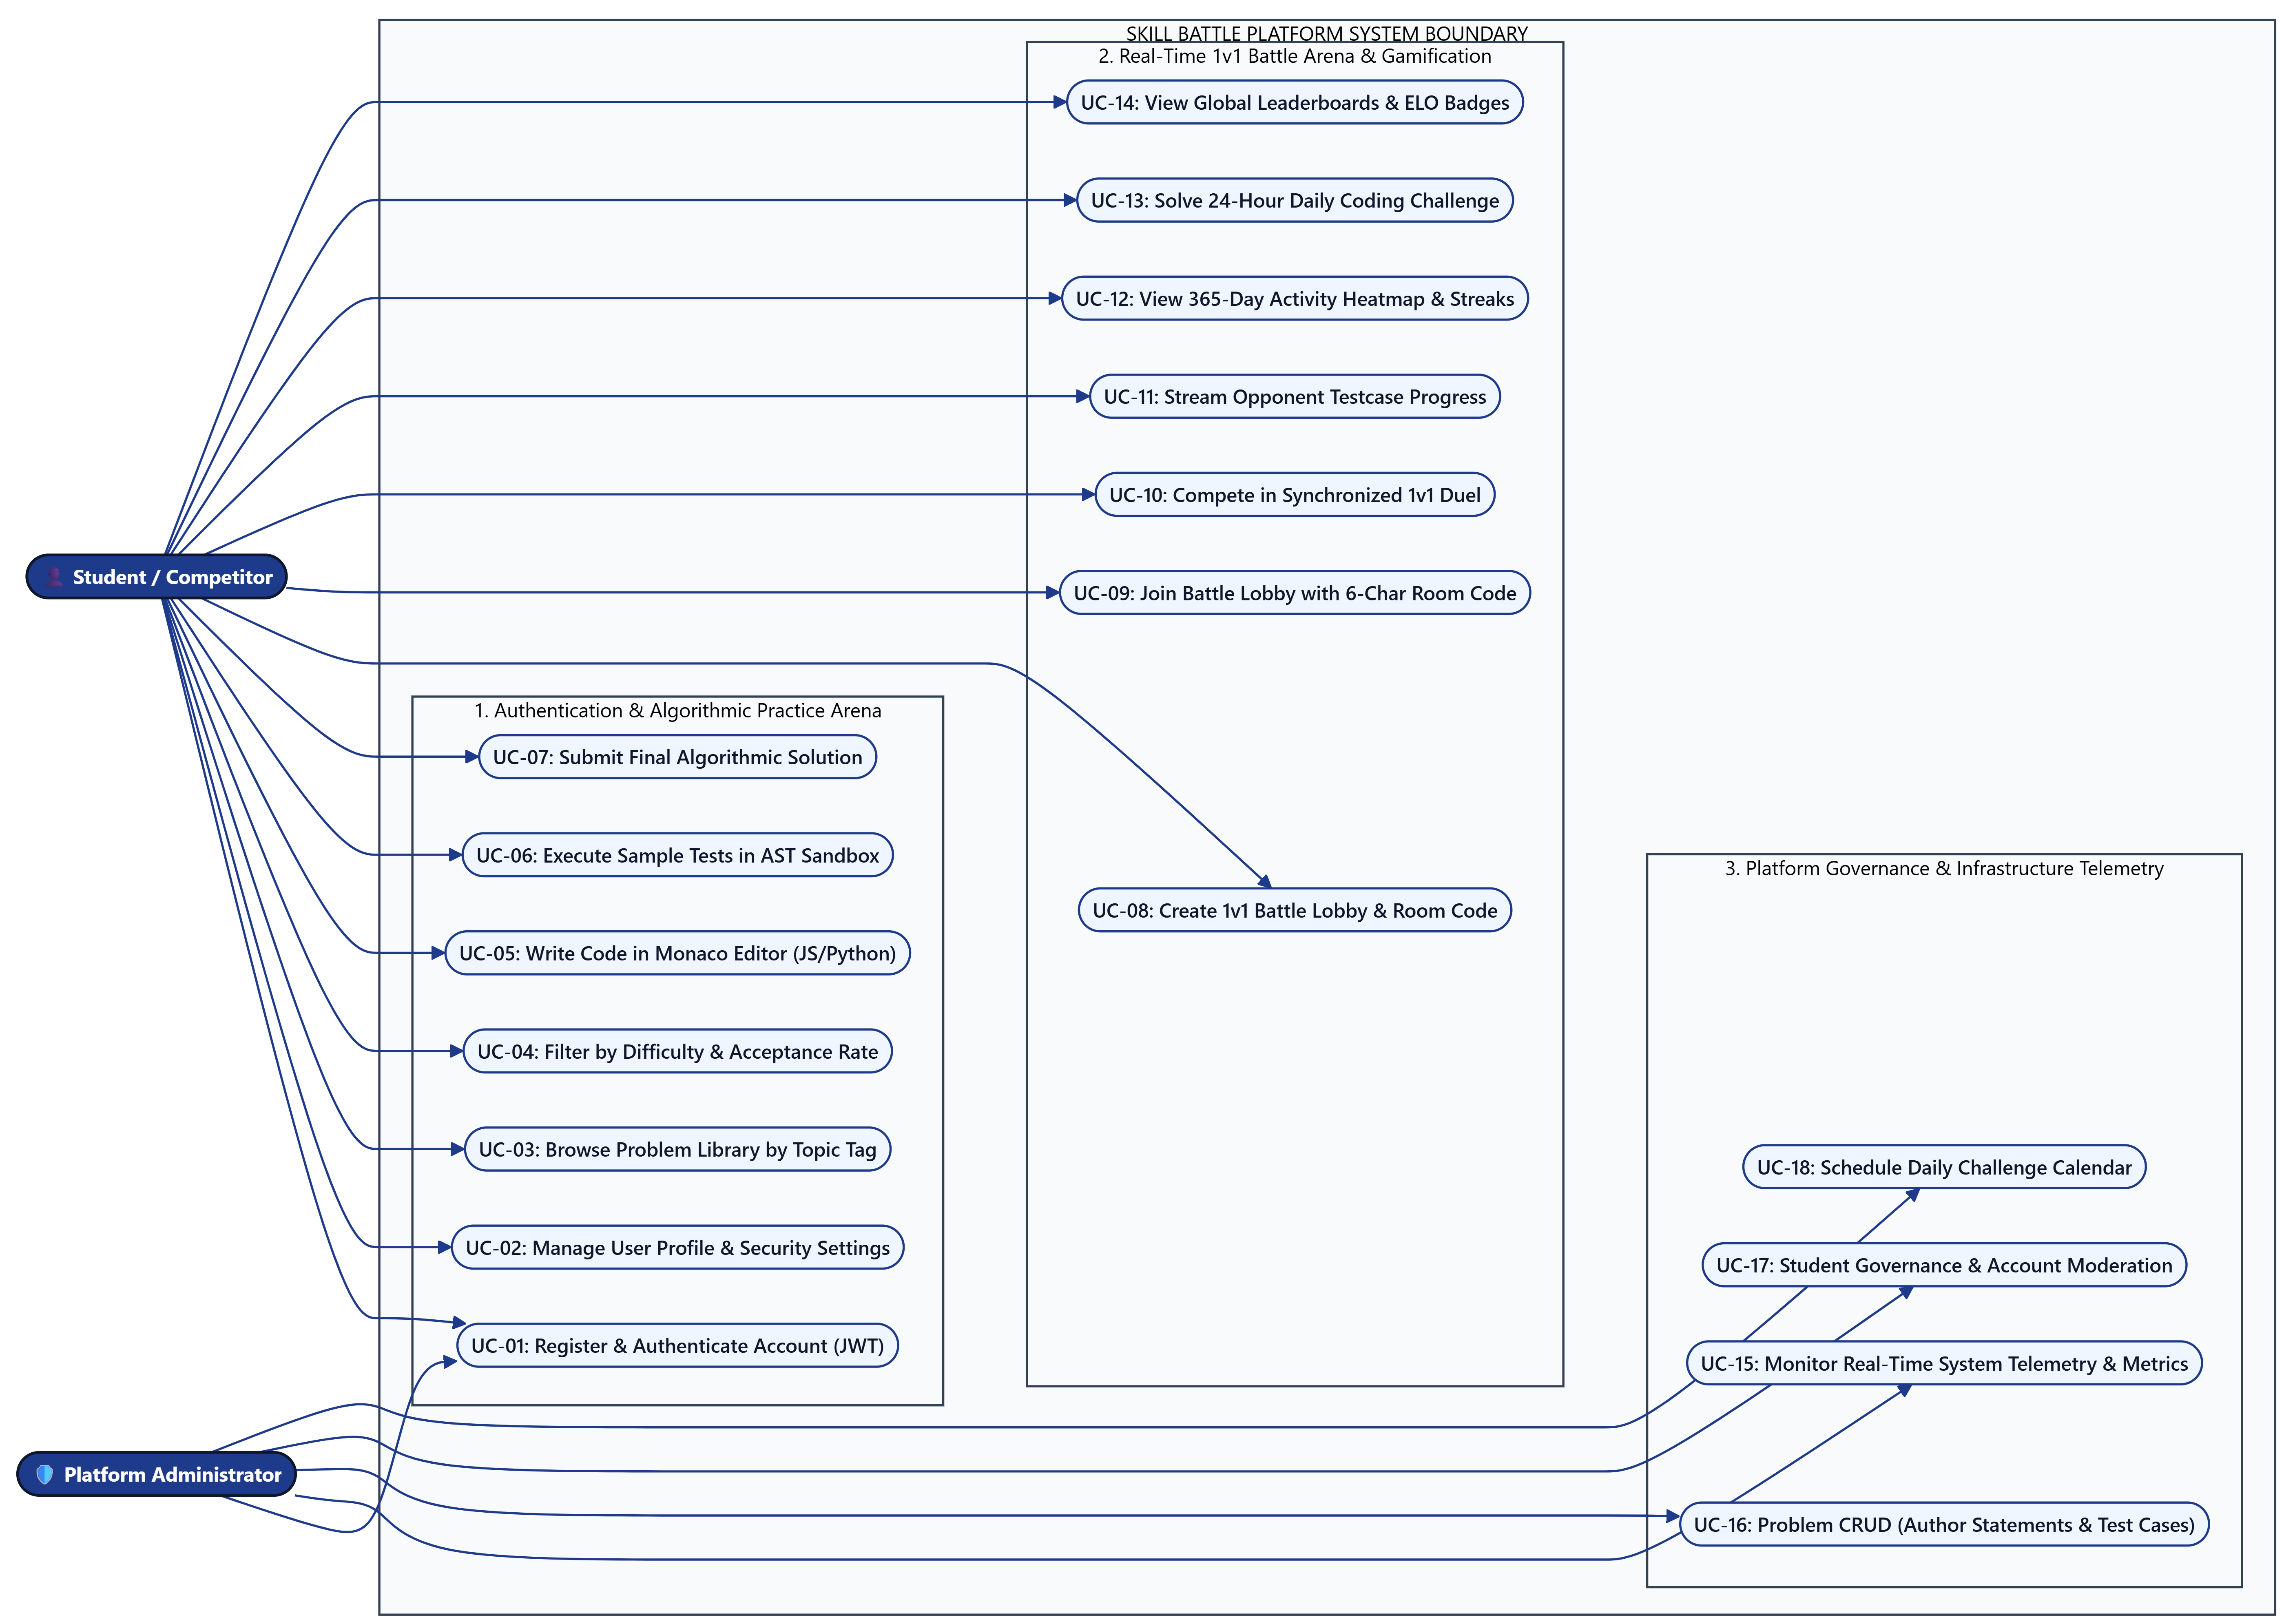 SKILL BATTLE PLATFORM SYSTEM BOUNDARY
2. Real-Time 1v1 Battle Arena & Gamification
UC-14: View Global Leaderboards & ELO Badges
UC-13: Solve 24-Hour Daily Coding Challenge
UC-12: View 365-Day Activity Heatmap & Streaks
UC-11: Stream Opponent Testcase Progress
UC-10: Compete in Synchronized 1v1 Duel
Student / Competitor
UC-09: Join Battle Lobby with 6-Char Room Code
1. Authentication & Algorithmic Practice Arena
UC-07: Submit Final Algorithmic Solution
UC-06: Execute Sample Tests in AST Sandbox
3. Platform Governance & Infrastructure Telemetry
UC-08: Create 1v1 Battle Lobby & Room Code
UC-05: Write Code in Monaco Editor (JS/Python)
UC-04: Filter by Difficulty & Acceptance Rate
UC-03: Browse Problem Library by Topic Tag
UC-18: Schedule Daily Challenge Calendar
UC-02: Manage User Profile & Security Settings
UC-17: Student Governance & Account Moderation
UC-01: Register & Authenticate Account (JWT)
UC-15: Monitor Real-Time System Telemetry & Metrics
Platform Administrator
UC-16: Problem CRUD (Author Statements & Test Cases)